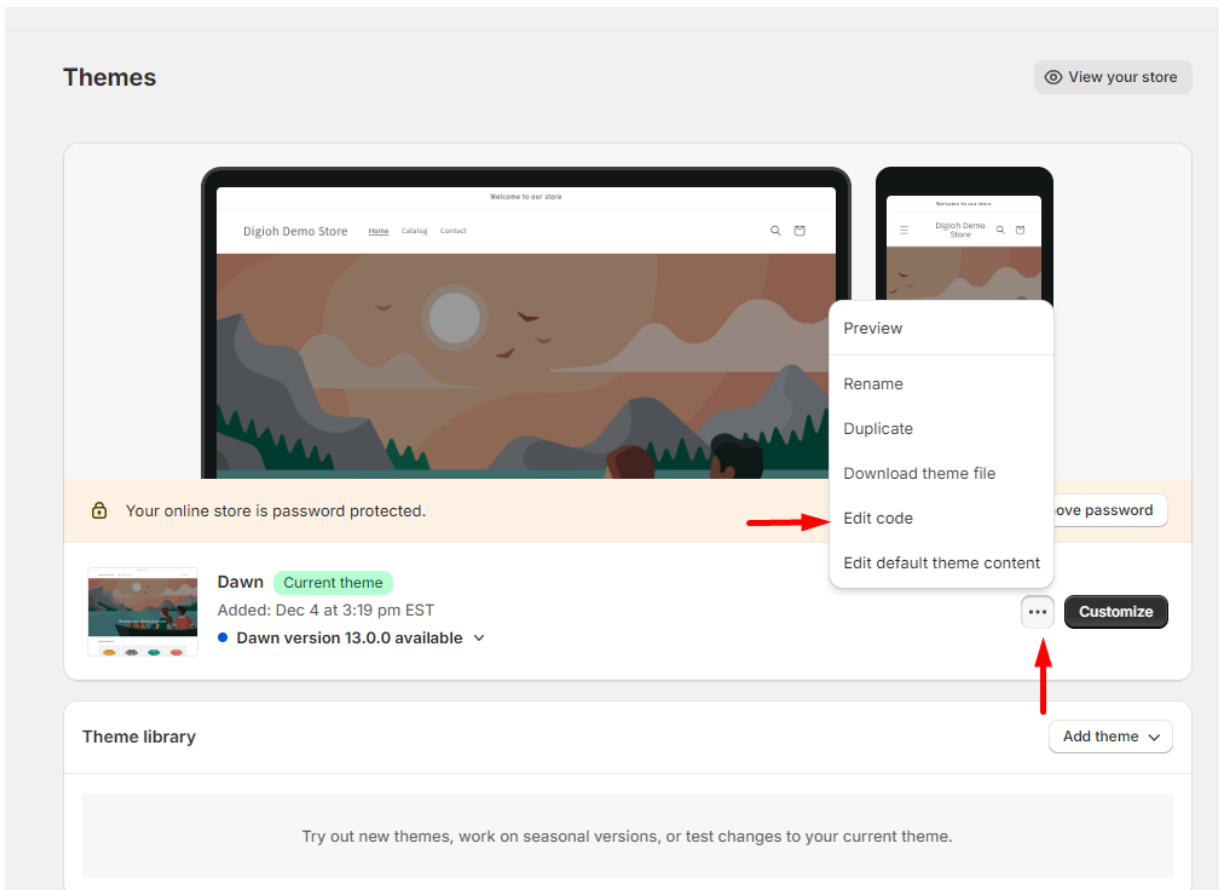 Themes
View your store
Welcome to our store
Digioh Demo Store Home Catalog Contact
Welcome to our store
Digioh Demo
Store
Preview
Rename
Duplicate
Download theme file
Edit code
Edit default theme content
Your online store is password protected.
ove password
Dawn Current theme
Added: Dec 4 at 3:19 pm EST
Dawn version 13.0.0 available
Customize
Theme library
Add theme
Try out new themes, work on seasonal versions, or test changes to your current theme.